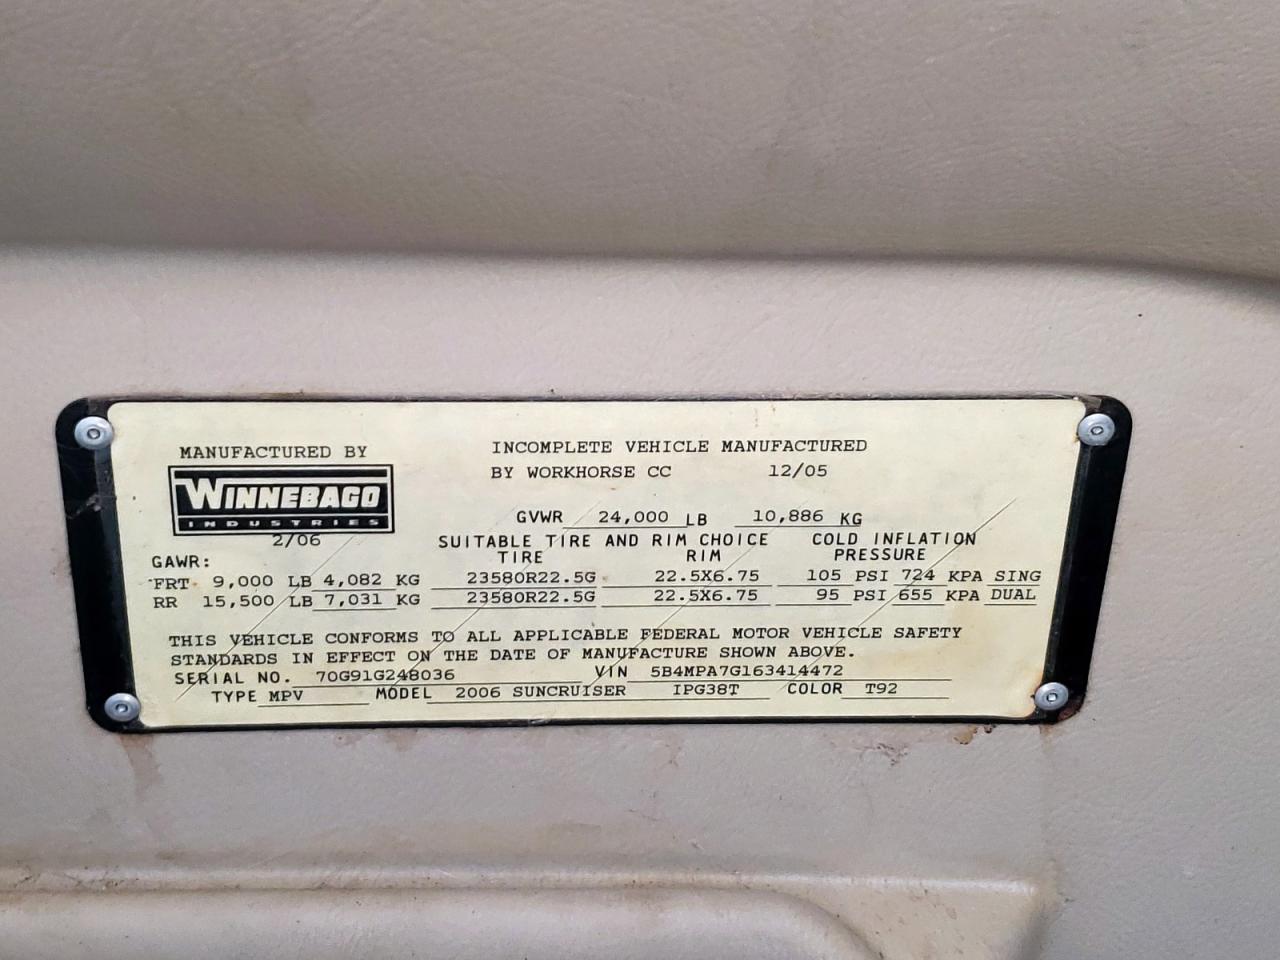 MANUFACTURED BY
WINNEBAGO
INDUSTRIES
2/06
INCOMPLETE VEHICLE MANUFACTURED
BY WORKHORSE CC 12/05
GVWR 24,000 LB 10,886 KG
SUITABLE TIRE AND RIM CHOICE COLD INFLATION
GAWR: TIRE RIM PRESSURE
FRT 9,000 LB 4,082 KG 23580R22.5G 22.5X6.75 105 PSI 724 KPA SING
RR 15,500 LB 7,031 KG 23580R22.5G 22.5X6.75 95 PSI 655 KPA DUAL
THIS VEHICLE CONFORMS TO ALL APPLICABLE FEDERAL MOTOR VEHICLE SAFETY
STANDARDS IN EFFECT ON THE DATE OF MANUFACTURE SHOWN ABOVE.
SERIAL NO. 70G91G248036 VIN 5B4MPA7G163414472
TYPE MPV MODEL 2006 SUNCRUISER IPG38T COLOR T92